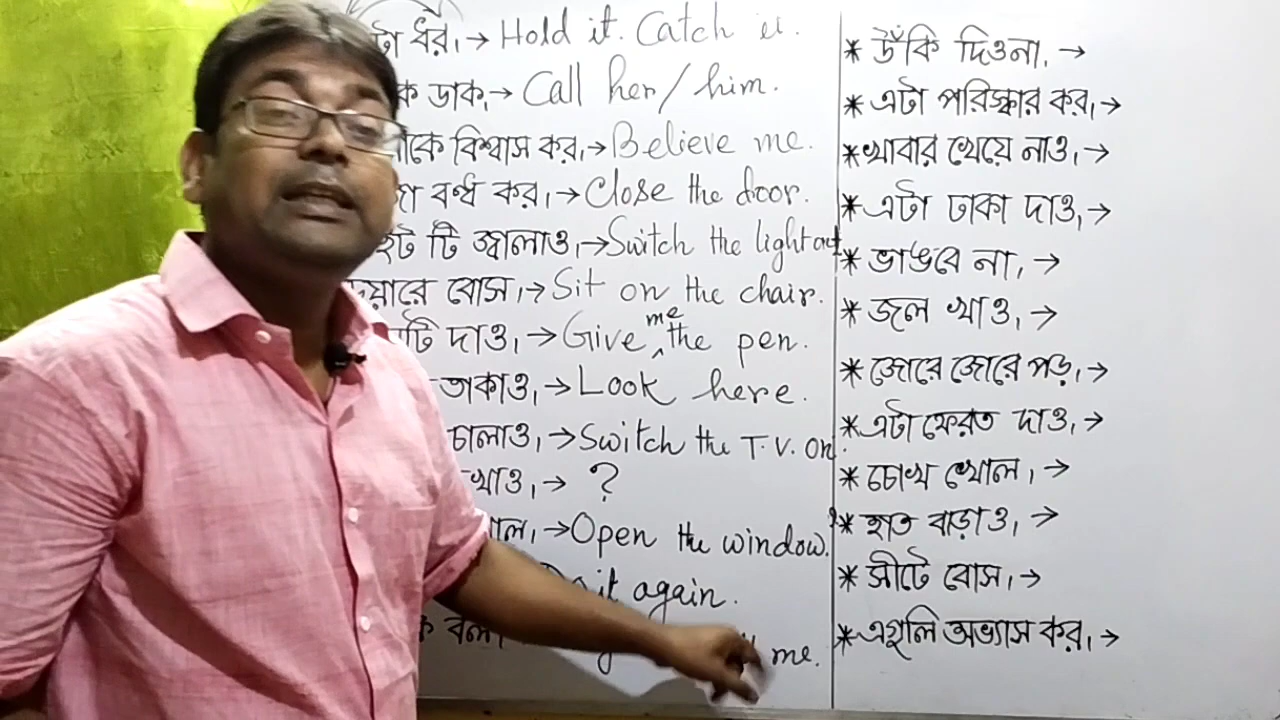 টা ধর।→ Hold it. Catch it.
ক ডাক।→ Call her/him.
কে বিশ্বাস কর।→ Believe me.
জা বন্ধ কর।→ Close the door.
ইট টি জ্বালাও।→ Switch the light on.
য়ারে বোস।→ Sit on the chair.
টি দাও।→ Give me the pen.
তাকাও।→ Look here.
চালাও।→ Switch the T.V. on.
খাও।→ ?
ল।→ Open the window.
it again.
ক বল me.
* উঁকি দিওনা।→
* এটা পরিস্কার কর।→
* খাবার খেয়ে নাও।→
* এটা ঢাকা দাও।→
* ভাঙবে না।→
* জল খাও।→
* জোরে জোরে পড়।→
* এটা ফেরত দাও।→
* চোখ খোল।→
* হাত বাড়াও।→
* সীটে বোস।→
* এগুলি অভ্যাস কর।→